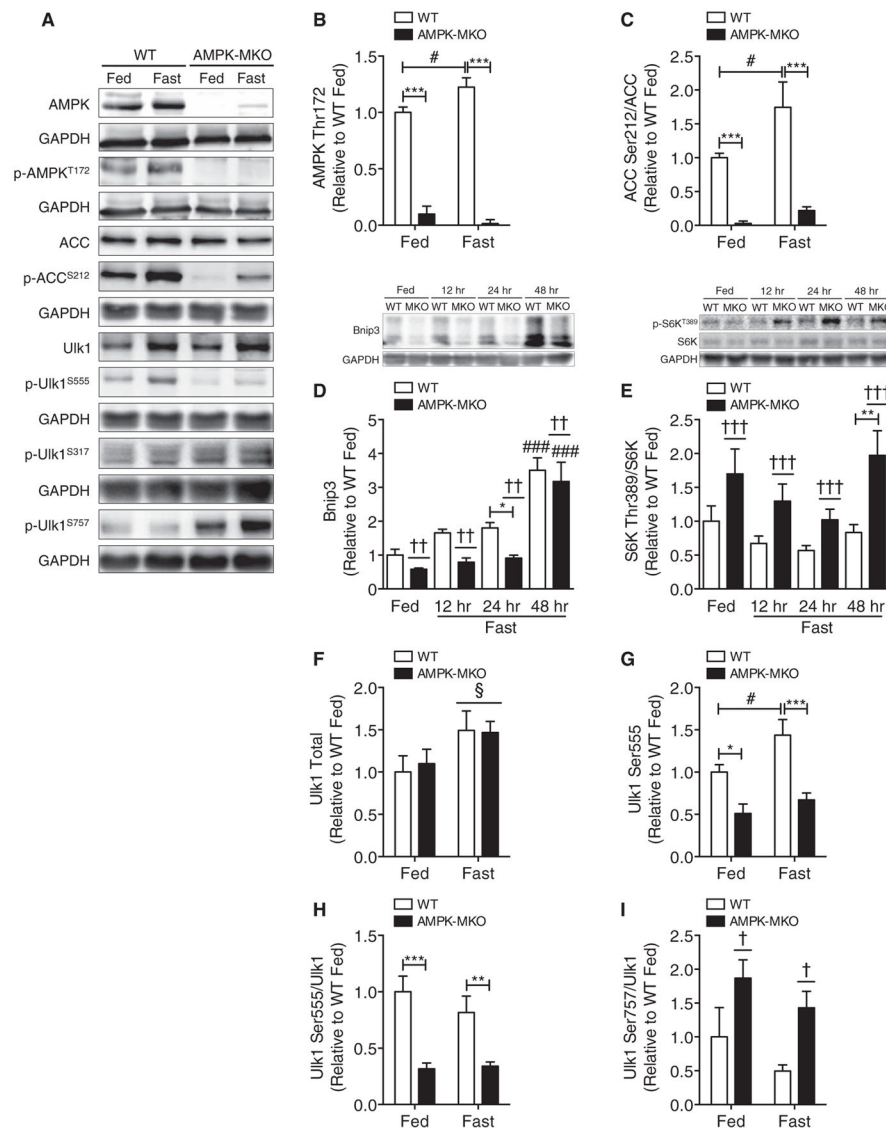 A
WT AMPK-MKO
Fed Fast Fed Fast
AMPK
GAPDH
p-AMPKT172
GAPDH
ACC
p-ACCS212
GAPDH
Ulk1
p-Ulk1S555
GAPDH
p-Ulk1S317
GAPDH
p-Ulk1S757
GAPDH
B
WT
AMPK-MKO
AMPK Thr172
(Relative to WT Fed)
1.5
1.0
0.5
0.0
#
***
***
Fed Fast
C
WT
AMPK-MKO
ACC Ser212/ACC
(Relative to WT Fed)
2.5
2.0
1.5
1.0
0.5
0.0
#
***
***
Fed Fast
Fed 12 hr 24 hr 48 hr
WT MKO WT MKO WT MKO WT MKO
Bnip3
GAPDH
D
WT
AMPK-MKO
Bnip3
(Relative to WT Fed)
5
4
3
2
1
0
††
††
*
††
###
††
###
Fed 12 hr 24 hr 48 hr
Fast
Fed 12 hr 24 hr 48 hr
WT MKO WT MKO WT MKO WT MKO
p-S6KT389
S6K
GAPDH
E
WT
AMPK-MKO
S6K Thr389/S6K
(Relative to WT Fed)
2.5
2.0
1.5
1.0
0.5
0.0
†††
†††
†††
†††
**
Fed 12 hr 24 hr 48 hr
Fast
F
WT
AMPK-MKO
Ulk1 Total
(Relative to WT Fed)
2.0
1.5
1.0
0.5
0.0
§
Fed Fast
G
WT
AMPK-MKO
Ulk1 Ser555
(Relative to WT Fed)
2.0
1.5
1.0
0.5
0.0
#
*
***
Fed Fast
H
WT
AMPK-MKO
Ulk1 Ser555/Ulk1
(Relative to WT Fed)
1.5
1.0
0.5
0.0
***
**
Fed Fast
I
WT
AMPK-MKO
Ulk1 Ser757/Ulk1
(Relative to WT Fed)
2.5
2.0
1.5
1.0
0.5
0.0
†
†
Fed Fast